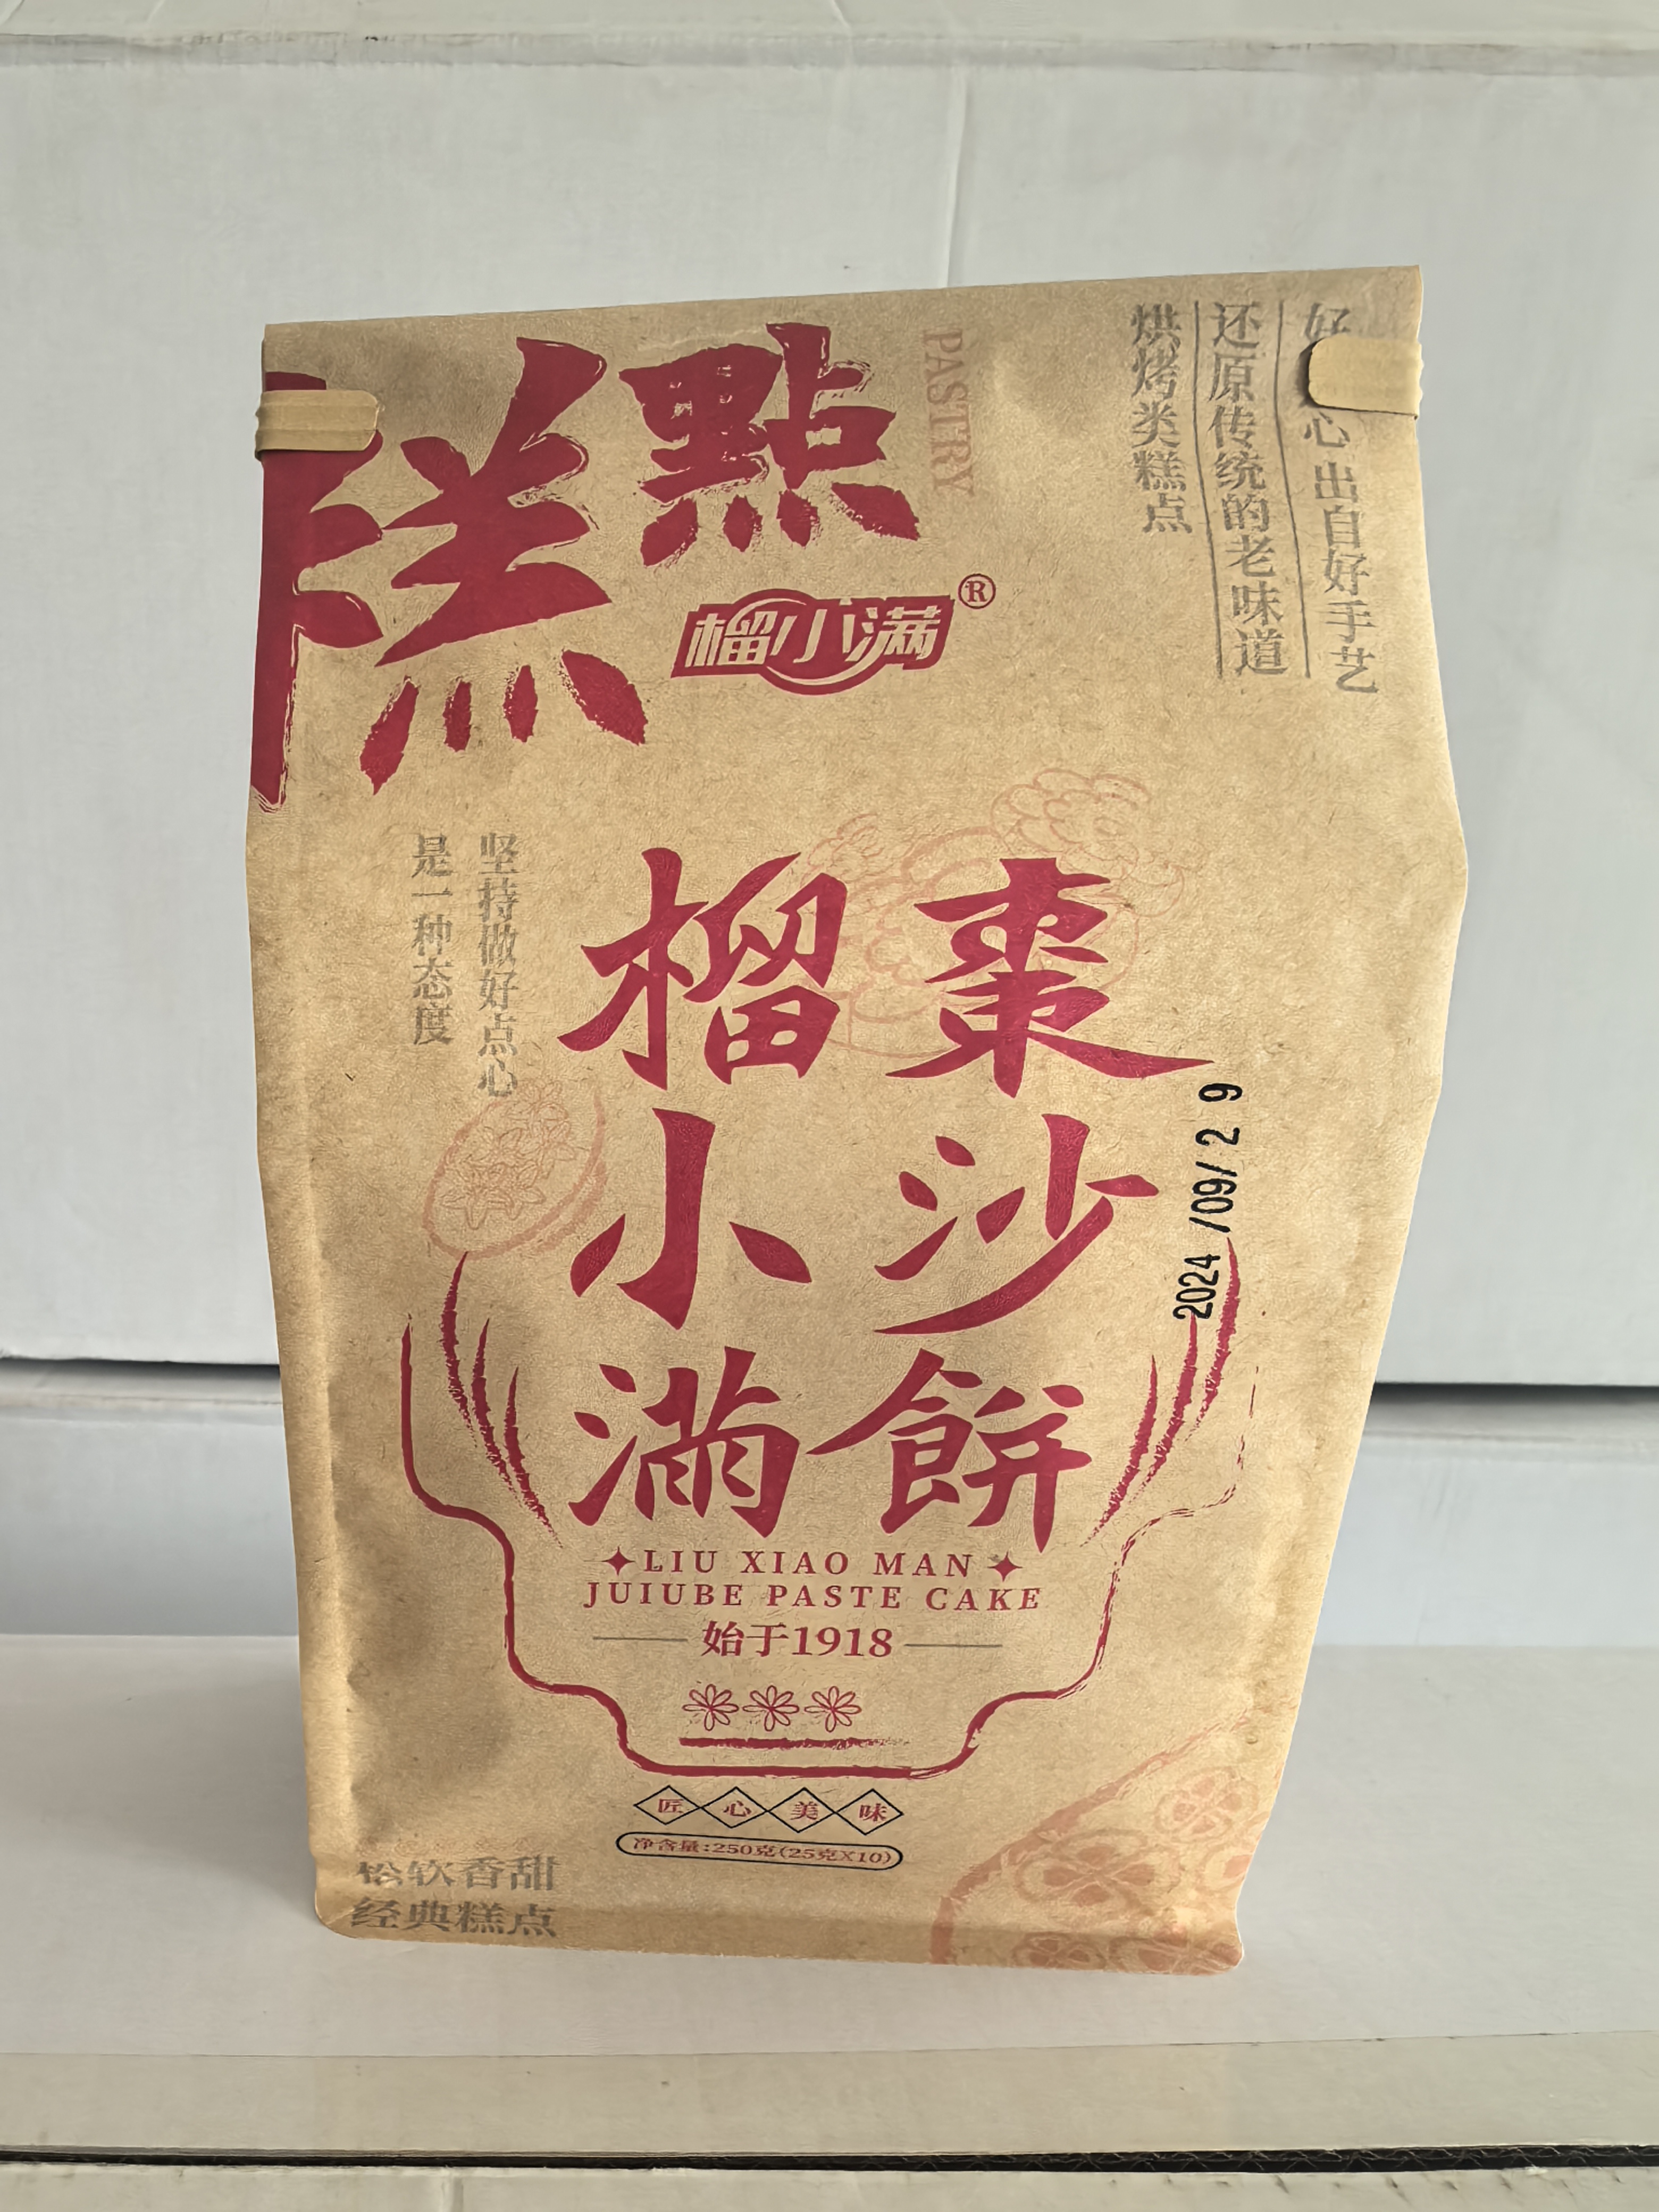 糕點
PASTRY
榴小满®
好心 出自好手艺
还原传统的老味道
烘烤类糕点
坚持做好点心
是一种态度
棗沙餅
榴小滿
2024/09/29
LIU XIAO MAN
JUIUBE PASTE CAKE
始于1918
匠心美味
净含量:250克(25克X10)
松软香甜
经典糕点